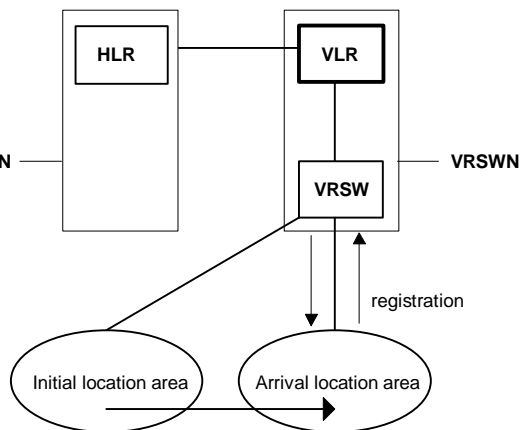 HLR
VLR
N
VRSWN
VRSW
registration
Initial location area
Arrival location area